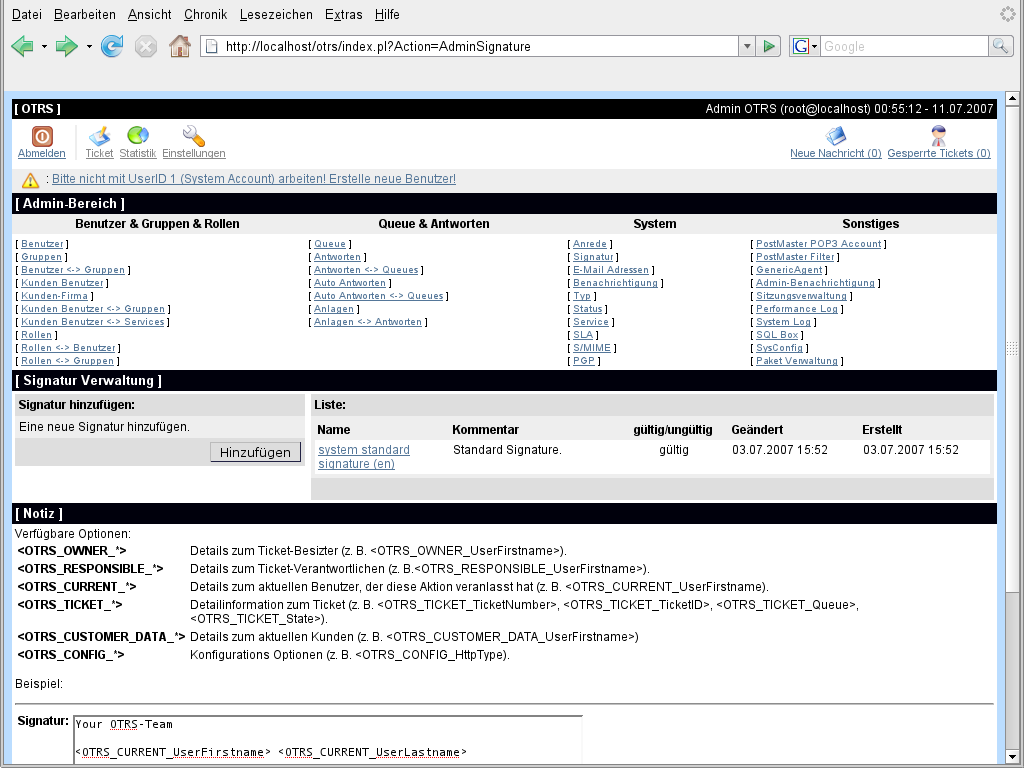 Datei Bearbeiten Ansicht Chronik Lesezeichen Extras Hilfe
http://localhost/otrs/index.pl?Action=AdminSignature
G Google
[ OTRS ] Admin OTRS (root@localhost) 00:55:12 - 11.07.2007
Abmelden Ticket Statistik Einstellungen Neue Nachricht (0) Gesperrte Tickets (0)
: Bitte nicht mit UserID 1 (System Account) arbeiten! Erstelle neue Benutzer!
[ Admin-Bereich ]
Benutzer & Gruppen & Rollen Queue & Antworten System Sonstiges
[ Benutzer ] [ Queue ] [ Anrede ] [ PostMaster POP3 Account ]
[ Gruppen ] [ Antworten ] [ Signatur ] [ PostMaster Filter ]
[ Benutzer <-> Gruppen ] [ Antworten <-> Queues ] [ E-Mail Adressen ] [ GenericAgent ]
[ Kunden Benutzer ] [ Auto Antworten ] [ Benachrichtigung ] [ Admin-Benachrichtigung ]
[ Kunden-Firma ] [ Auto Antworten <-> Queues ] [ Typ ] [ Sitzungsverwaltung ]
[ Kunden Benutzer <-> Gruppen ] [ Anlagen ] [ Status ] [ Performance Log ]
[ Kunden Benutzer <-> Services ] [ Anlagen <-> Antworten ] [ Service ] [ System Log ]
[ Rollen ] [ SLA ] [ SQL Box ]
[ Rollen <-> Benutzer ] [ S/MIME ] [ SysConfig ]
[ Rollen <-> Gruppen ] [ PGP ] [ Paket Verwaltung ]
[ Signatur Verwaltung ]
Signatur hinzufügen: Liste:
Eine neue Signatur hinzufügen. Name Kommentar gültig/ungültig Geändert Erstellt
Hinzufügen system standard Standard Signature. gültig 03.07.2007 15:52 03.07.2007 15:52
signature (en)
[ Notiz ]
Verfügbare Optionen:
<OTRS_OWNER_*> Details zum Ticket-Besizter (z. B. <OTRS_OWNER_UserFirstname>).
<OTRS_RESPONSIBLE_*> Details zum Ticket-Verantwortlichen (z. B.<OTRS_RESPONSIBLE_UserFirstname>).
<OTRS_CURRENT_*> Details zum aktuellen Benutzer, der diese Aktion veranlasst hat (z. B. <OTRS_CURRENT_UserFirstname).
<OTRS_TICKET_*> Detailinformation zum Ticket (z. B. <OTRS_TICKET_TicketNumber>, <OTRS_TICKET_TicketID>, <OTRS_TICKET_Queue>,
<OTRS_TICKET_State>).
<OTRS_CUSTOMER_DATA_*> Details zum aktuellen Kunden (z. B. <OTRS_CUSTOMER_DATA_UserFirstname>)
<OTRS_CONFIG_*> Konfigurations Optionen (z. B. <OTRS_CONFIG_HttpType).
Beispiel:
Signatur: Your OTRS-Team
<OTRS_CURRENT_UserFirstname> <OTRS_CURRENT_UserLastname>